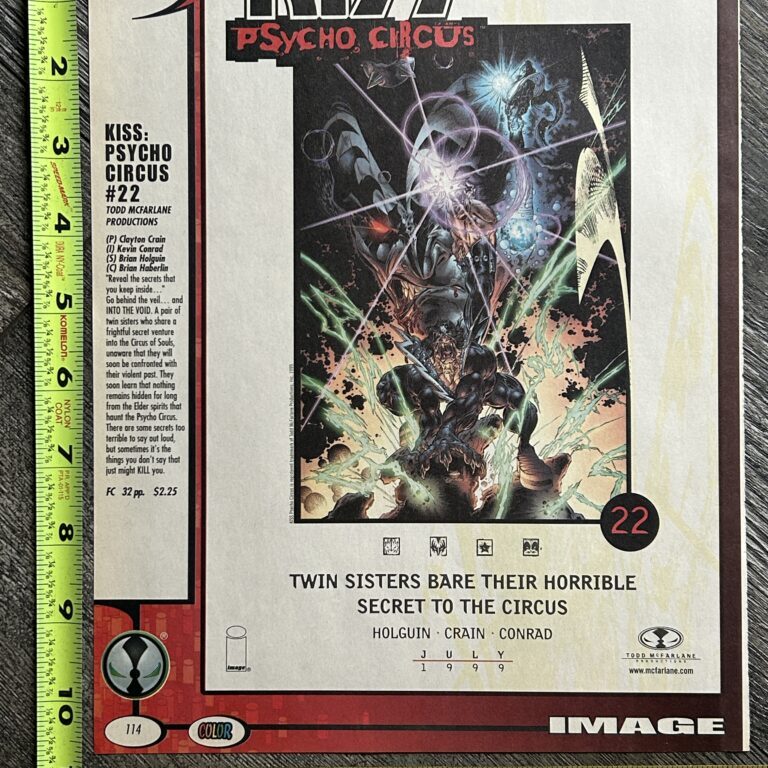 KISS
PSYCHO CIRCUS
KISS:
PSYCHO
CIRCUS
#22
TODD MCFARLANE
PRODUCTIONS
(P) Clayton Crain
(I) Kevin Conrad
(S) Brian Holguin
(C) Brian Haberlin
"Reveal the secrets that
you keep inside..."
Go behind the veil... and
INTO THE VOID. A pair of
twin sisters who share a
frightful secret venture
into the Circus of Souls,
unaware that they will
soon be confronted with
their violent past. They
soon learn that nothing
remains hidden for long
from the Elder spirits that
haunt the Psycho Circus.
There are some secrets too
terrible to say out loud,
but sometimes it's the
things you don't say that
just might KILL you.
FC 32 pp. $2.25
22
TWIN SISTERS BARE THEIR HORRIBLE
SECRET TO THE CIRCUS
HOLGUIN · CRAIN · CONRAD
JULY
1999
image®
TODD McFARLANE
PRODUCTIONS
www.mcfarlane.com
®
114
COLOR
IMAGE
2
3
SPEED MARK
4
5
KOMELON
6
NYLON
COAT
7
8
9
10